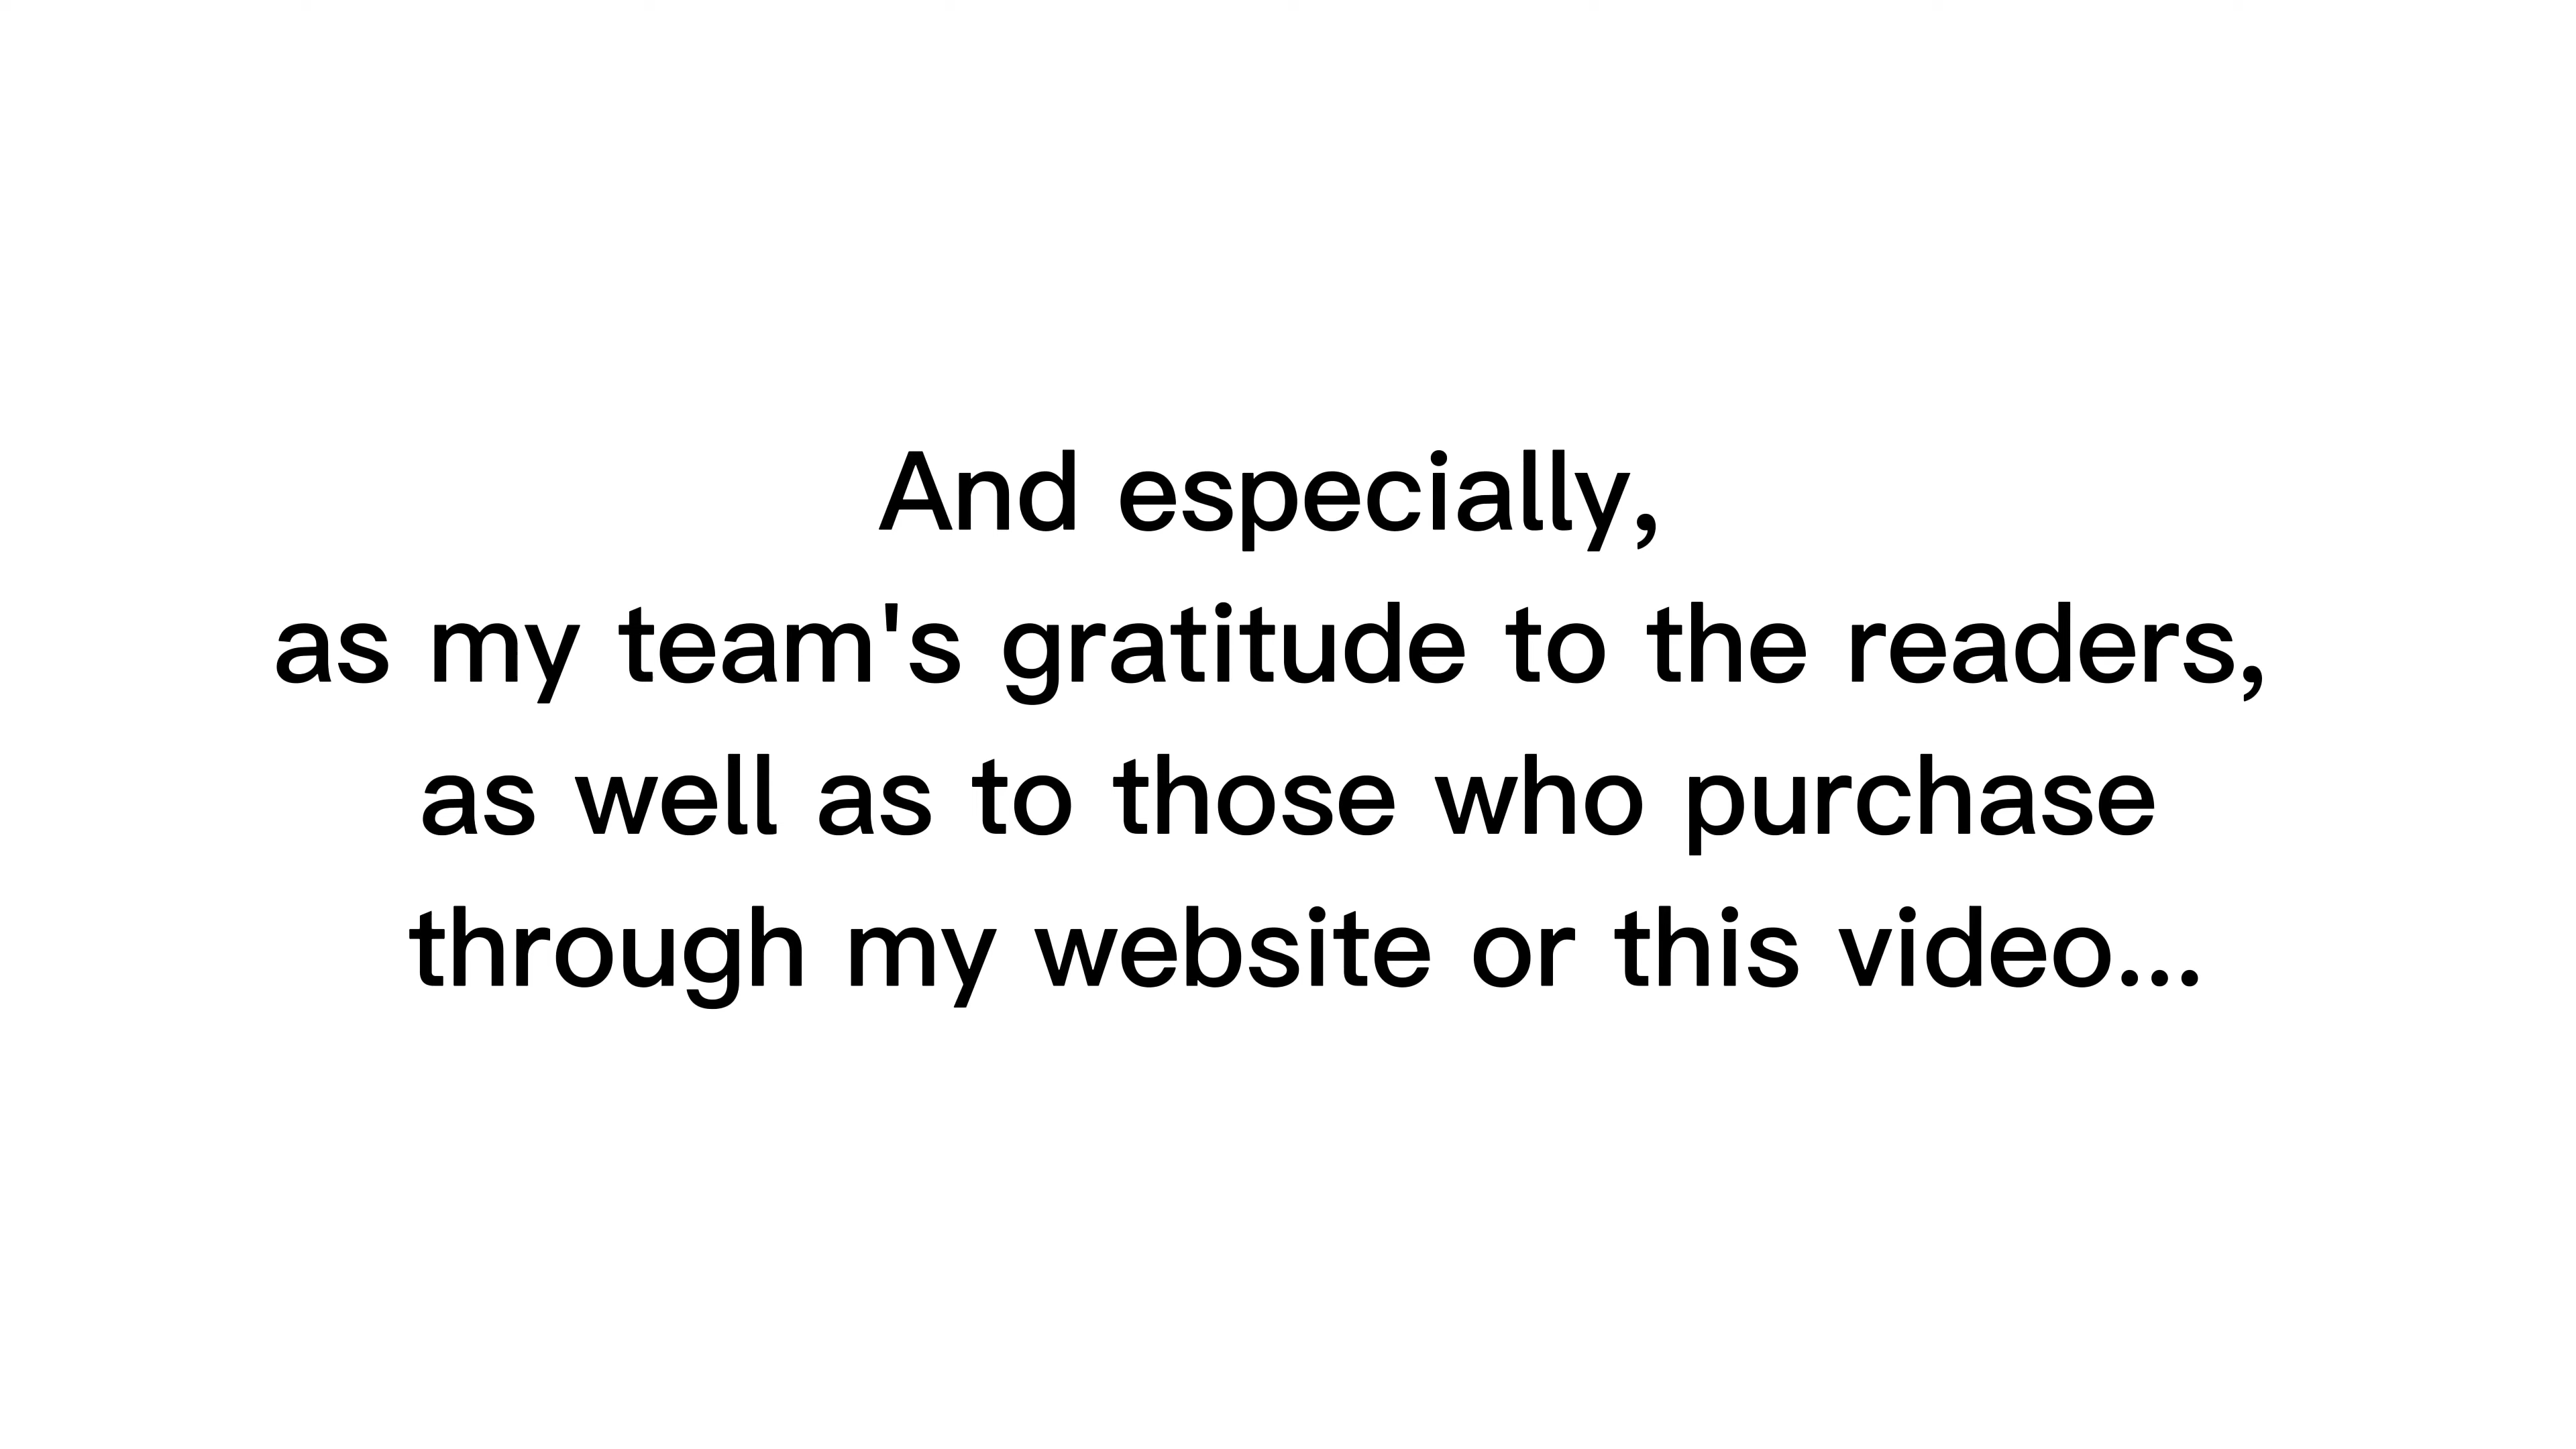 And especially,
as my team's gratitude to the readers,
as well as to those who purchase
through my website or this video...